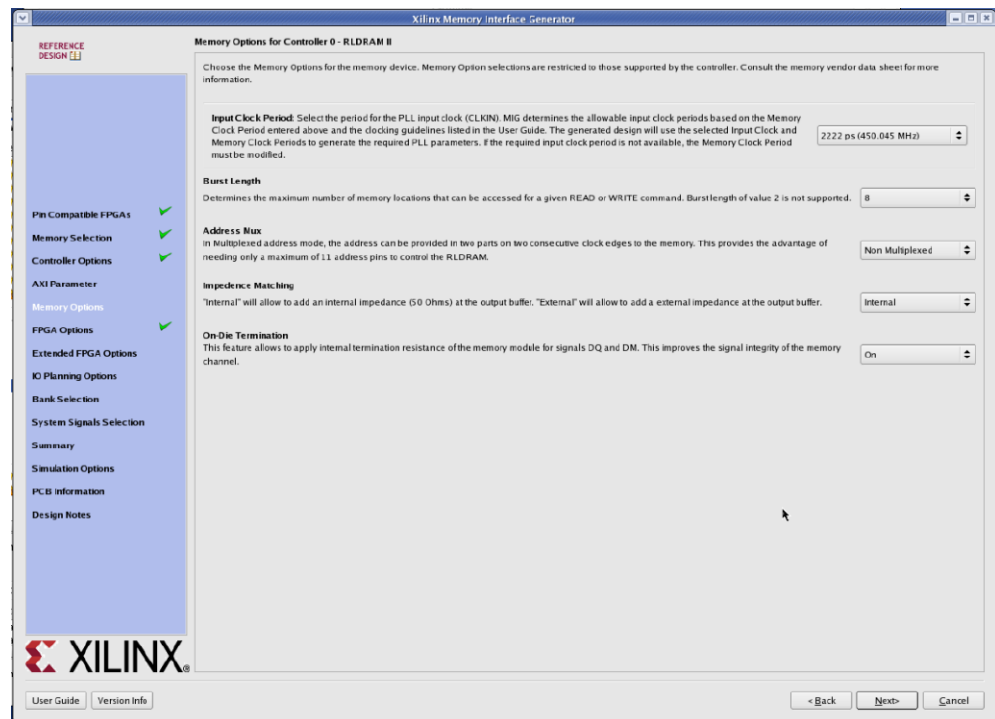 Xilinx Memory Interface Generator
REFERENCE
DESIGN
Memory Options for Controller 0 - RLDRAM II
Choose the Memory Options for the memory device. Memory Option selections are restricted to those supported by the controller. Consult the memory vendor data sheet for more
information.
Input Clock Period: Select the period for the PLL input clock (CLKIN). MIG determines the allowable input clock periods based on the Memory
Clock Period entered above and the clocking guidelines listed in the User Guide. The generated design will use the selected Input Clock and
Memory Clock Periods to generate the required PLL parameters. If the required input clock period is not available, the Memory Clock Period
must be modified.
2222 ps (450.045 MHz)
Burst Length
Determines the maximum number of memory locations that can be accessed for a given READ or WRITE command. Burst length of value 2 is not supported.
8
Address Mux
In Multiplexed address mode, the address can be provided in two parts on two consecutive clock edges to the memory. This provides the advantage of
needing only a maximum of 11 address pins to control the RLDRAM.
Non Multiplexed
Impedence Matching
"Internal" will allow to add an internal impedance (50 Ohms) at the output buffer. "External" will allow to add a external impedance at the output buffer.
Internal
On-Die Termination
This feature allows to apply internal termination resistance of the memory module for signals DQ and DM. This improves the signal integrity of the memory
channel.
On
Pin Compatible FPGAs
Memory Selection
Controller Options
AXI Parameter
Memory Options
FPGA Options
Extended FPGA Options
IO Planning Options
Bank Selection
System Signals Selection
Summary
Simulation Options
PCB Information
Design Notes
XILINX®
User Guide
Version Info
< Back
Next>
Cancel